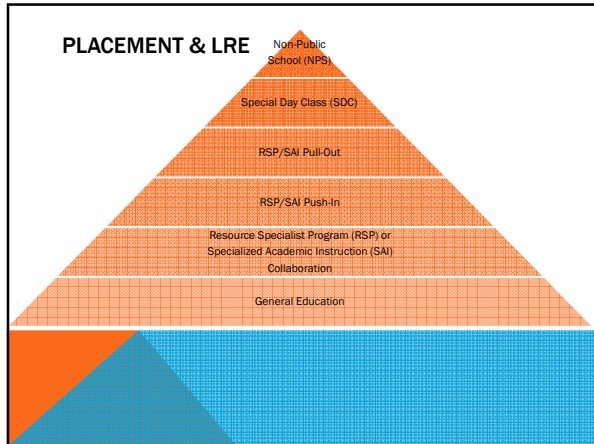 PLACEMENT & LRE
Non-Public
School (NPS)
Special Day Class (SDC)
RSP/SAI Pull-Out
RSP/SAI Push-In
Resource Specialist Program (RSP) or
Specialized Academic Instruction (SAI)
Collaboration
General Education